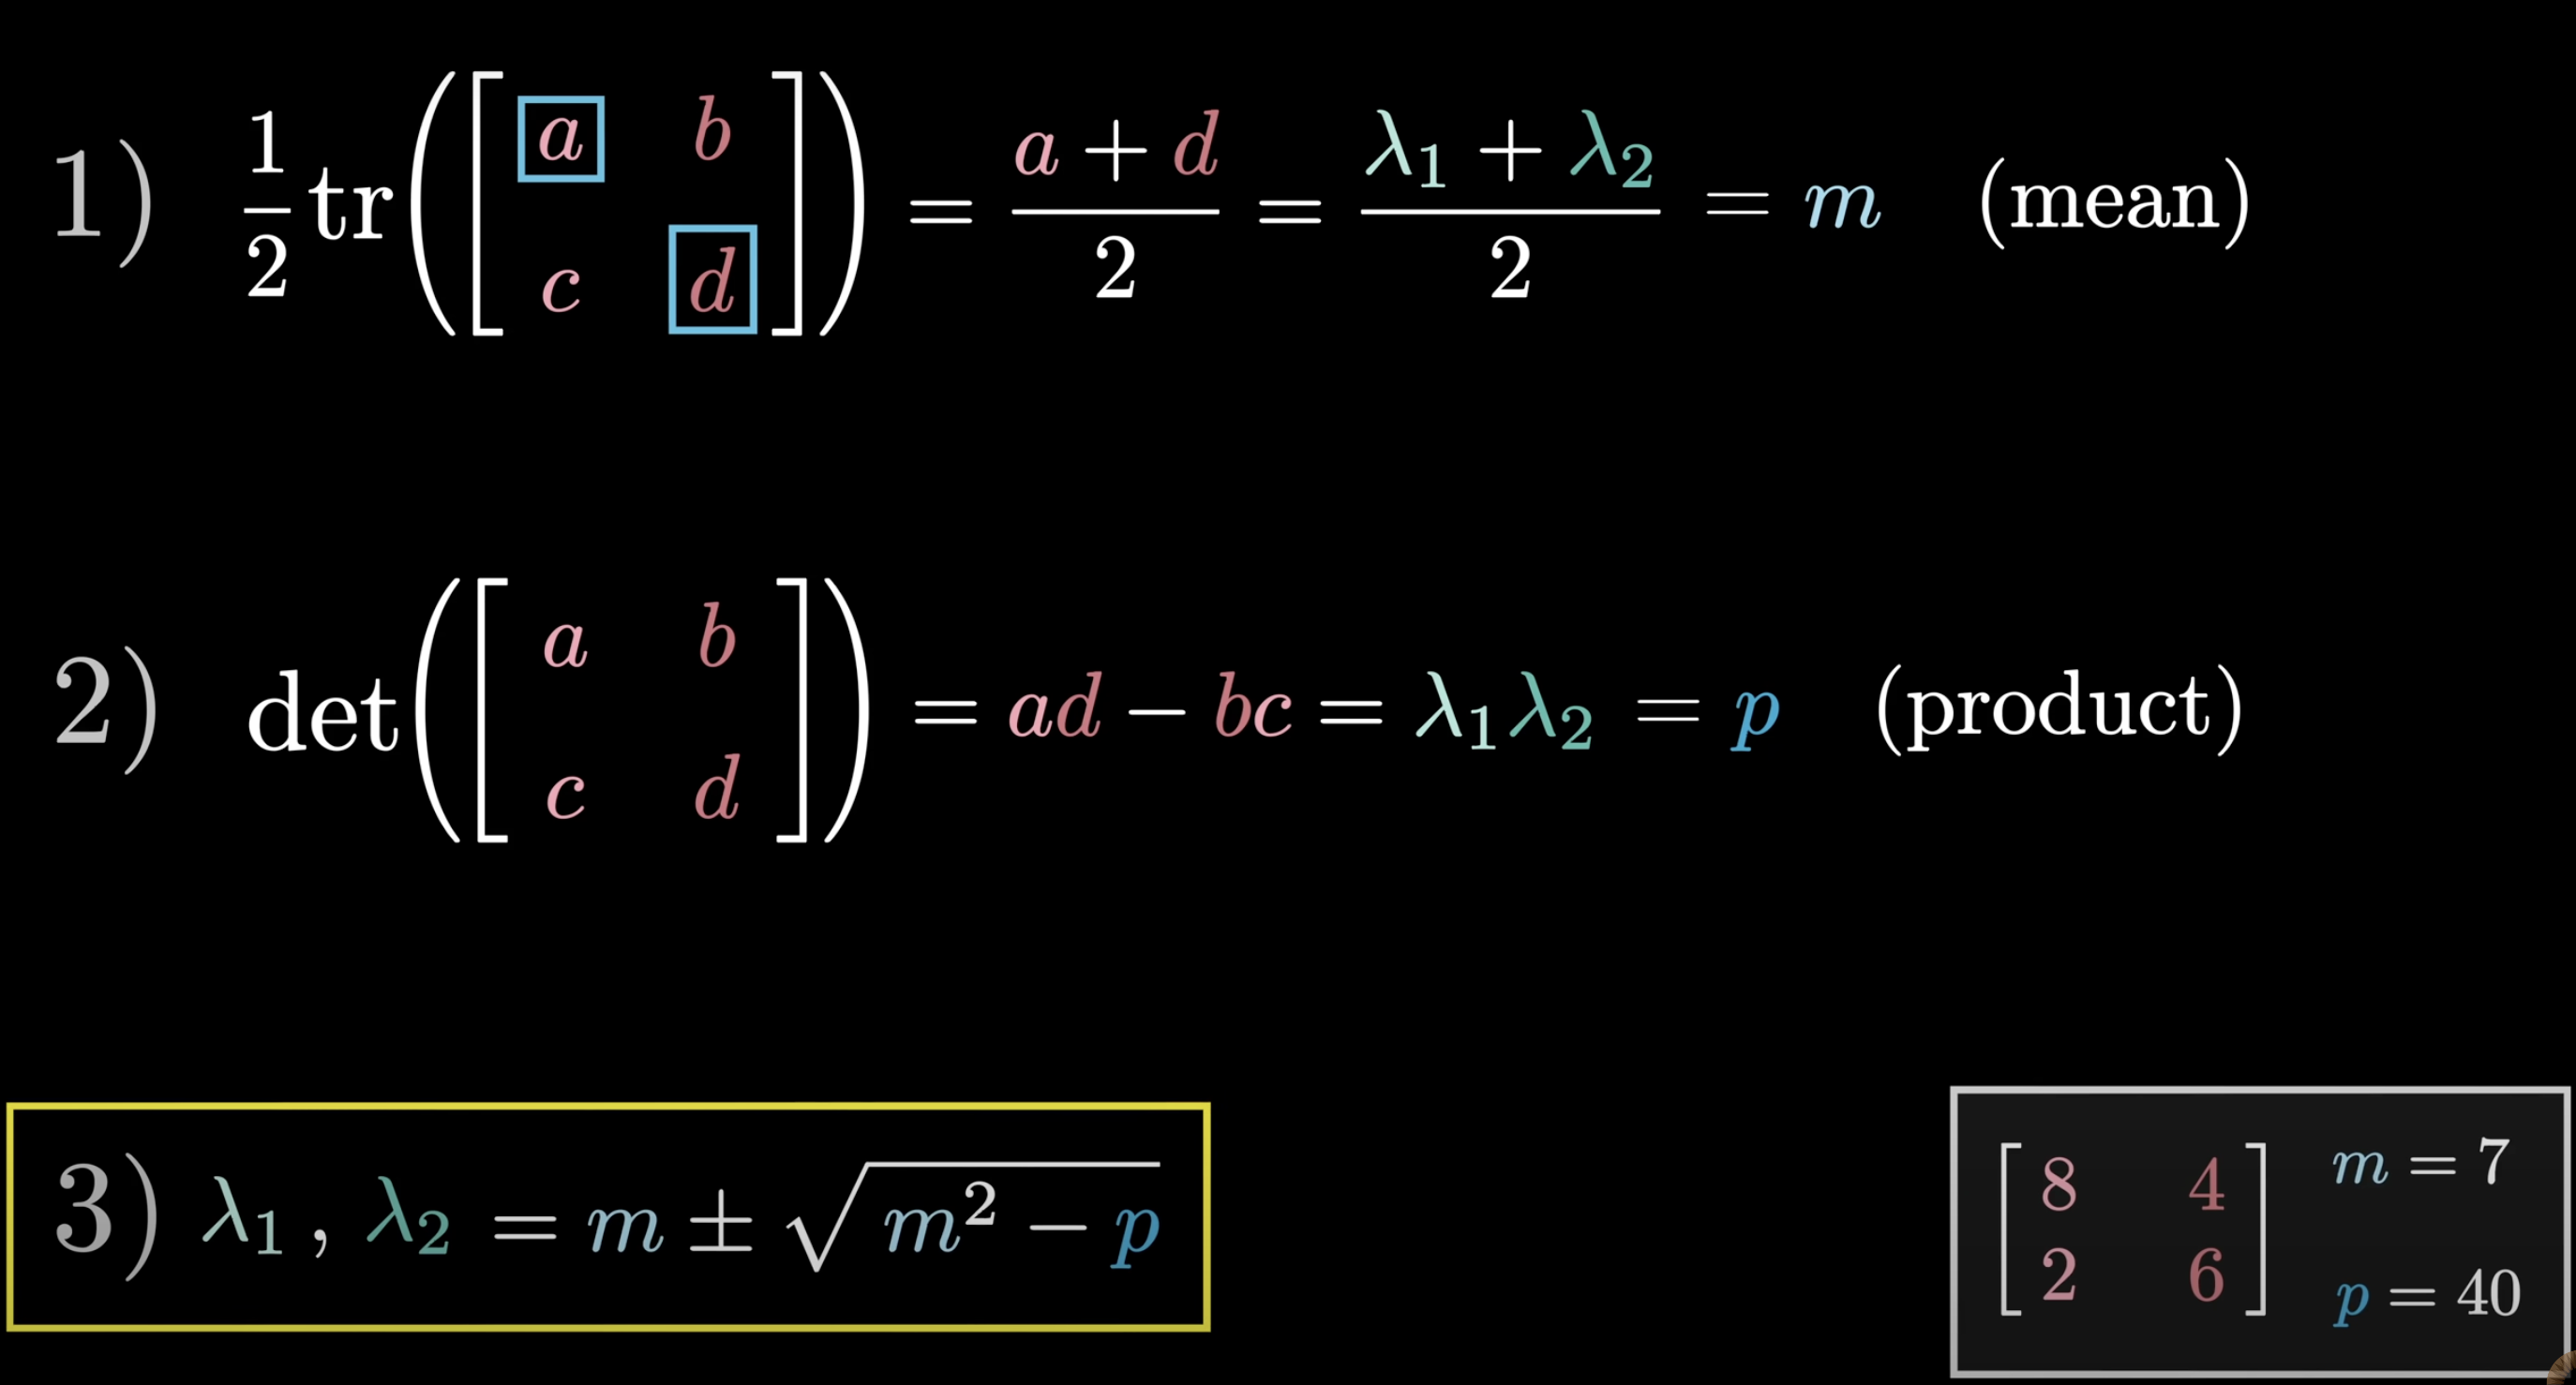 1) 1/2 tr([a b; c d]) = (a + d)/2 = (λ₁ + λ₂)/2 = m (mean)
2) det([a b; c d]) = ad − bc = λ₁λ₂ = p (product)
3) λ₁ , λ₂ = m ± √(m² − p)
[8 4; 2 6] m = 7
p = 40